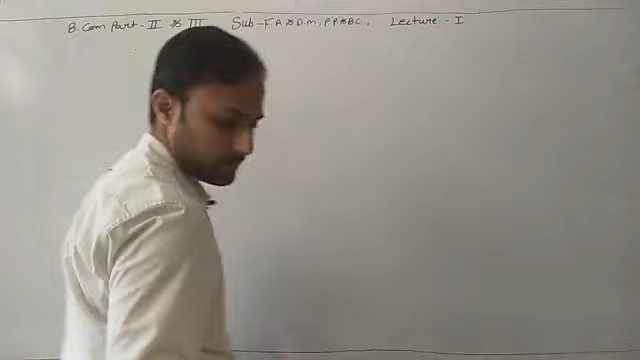 B. Com Part - II & III Sub - F.A. & D.M., P.P. & B.C., Lecture - I